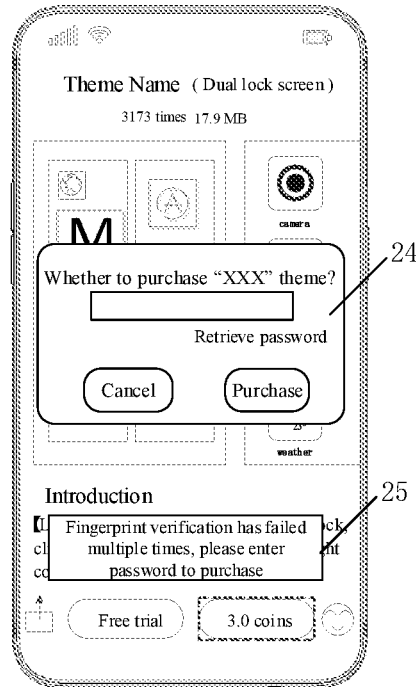 Theme Name ( Dual lock screen )
3173 times 17.9 MB
A
camera
M
Whether to purchase “XXX” theme?
24
Retrieve password
Cancel Purchase
23°
weather
Introduction
25
Fingerprint verification has failed
multiple times, please enter
password to purchase
Free trial 3.0 coins